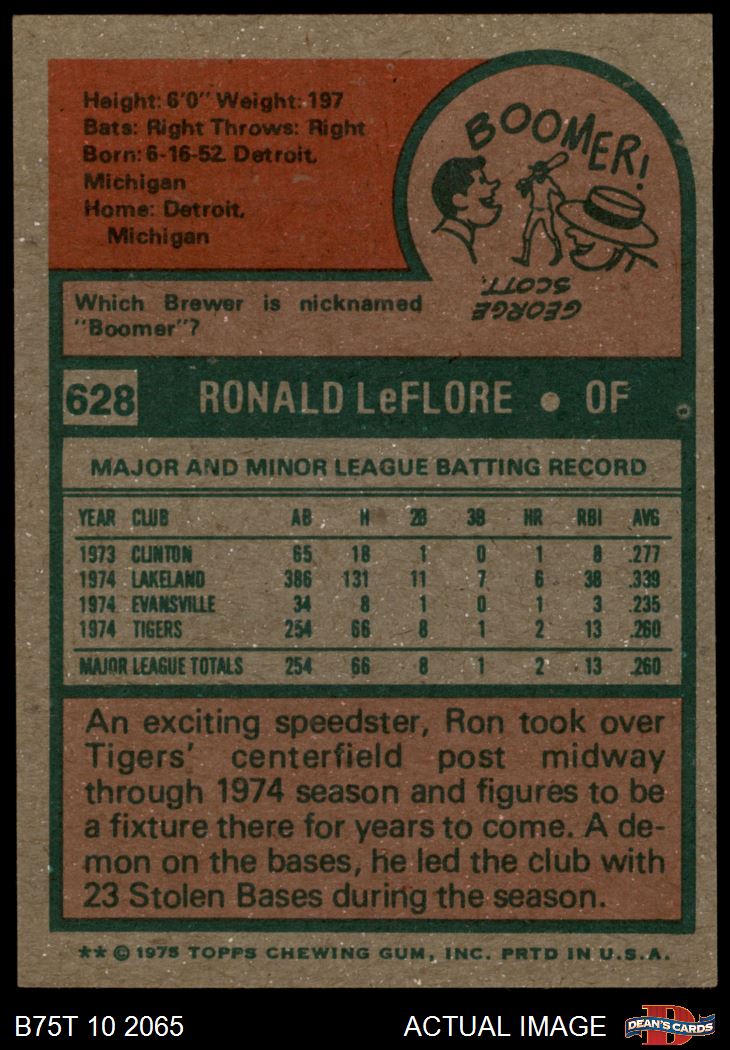 Height: 6'0" Weight: 197
Bats: Right Throws: Right
Born: 6-16-52 Detroit,
Michigan
Home: Detroit,
Michigan
BOOMER!
GEORGE
SCOTT.
Which Brewer is nicknamed
"Boomer"?
628 RONALD LeFLORE • OF
MAJOR AND MINOR LEAGUE BATTING RECORD
YEAR CLUB AB H 2B 3B HR RBI AVG
1973 CLINTON 65 18 1 0 1 8 .277
1974 LAKELAND 386 131 11 7 6 38 .339
1974 EVANSVILLE 34 8 1 0 1 3 .235
1974 TIGERS 254 66 8 1 2 13 .260
MAJOR LEAGUE TOTALS 254 66 8 1 2 13 .260
An exciting speedster, Ron took over
Tigers' centerfield post midway
through 1974 season and figures to be
a fixture there for years to come. A de-
mon on the bases, he led the club with
23 Stolen Bases during the season.
** © 1975 TOPPS CHEWING GUM, INC. PRTD IN U.S.A.
B75T 10 2065 ACTUAL IMAGE D DEAN'S CARDS